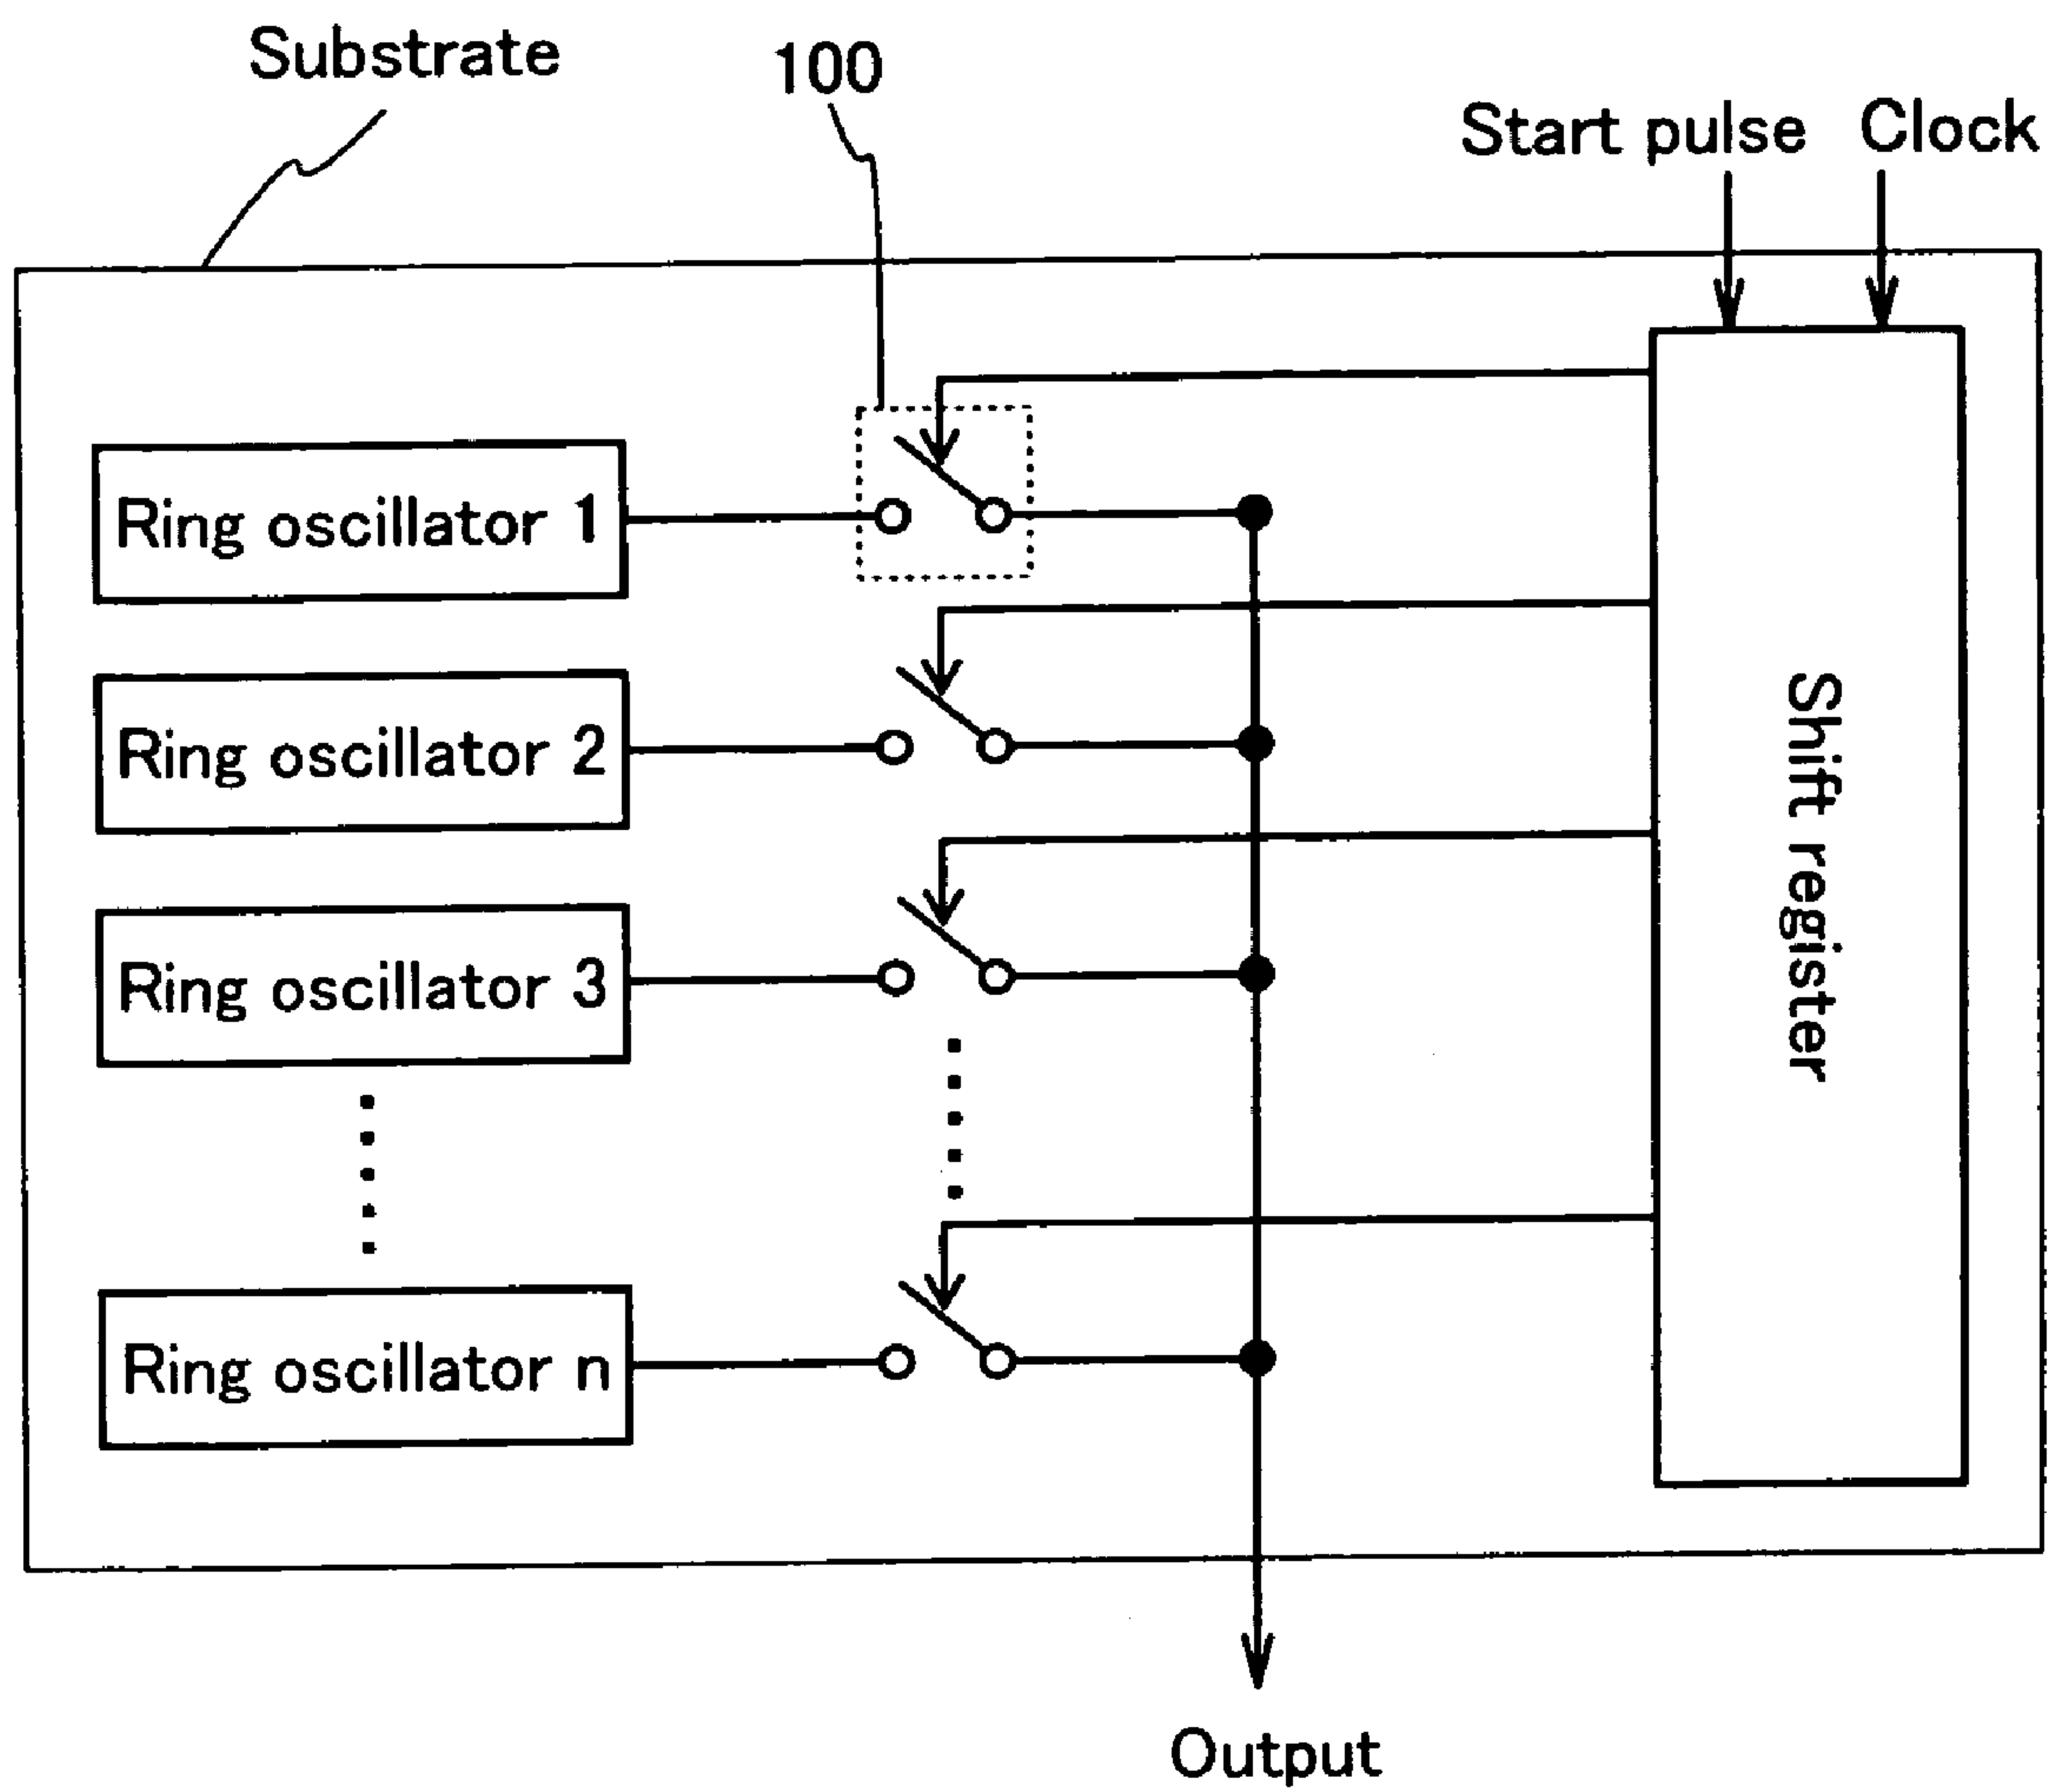 Substrate
100
Start pulse
Clock
Ring oscillator 1
Ring oscillator 2
Ring oscillator 3
Ring oscillator n
Shift register
Output